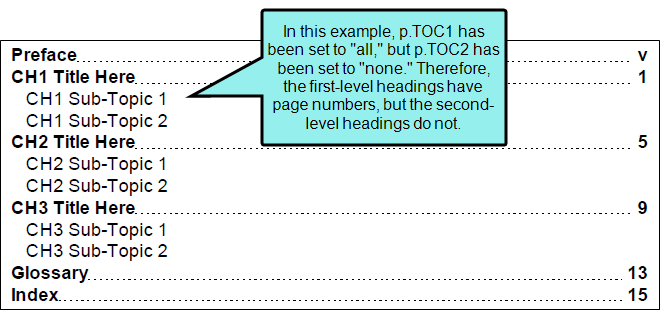 In this example, p.TOC1 has
been set to "all," but p.TOC2 has
been set to "none." Therefore,
the first-level headings have
page numbers, but the second-
level headings do not.
Preface v
CH1 Title Here 1
CH1 Sub-Topic 1
CH1 Sub-Topic 2
CH2 Title Here 5
CH2 Sub-Topic 1
CH2 Sub-Topic 2
CH3 Title Here 9
CH3 Sub-Topic 1
CH3 Sub-Topic 2
Glossary 13
Index 15